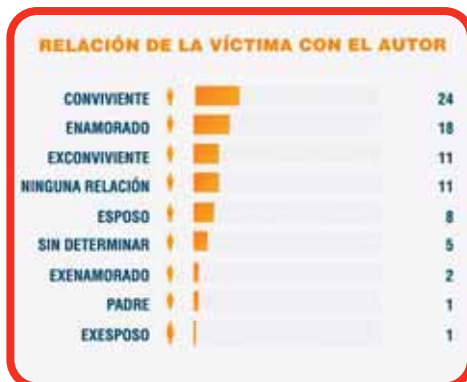 RELACIÓN DE LA VÍCTIMA CON EL AUTOR
CONVIVIENTE 24
ENAMORADO 18
EXCONVIVIENTE 11
NINGUNA RELACIÓN 11
ESPOSO 8
SIN DETERMINAR 5
EXENAMORADO 2
PADRE 1
EXESPOSO 1